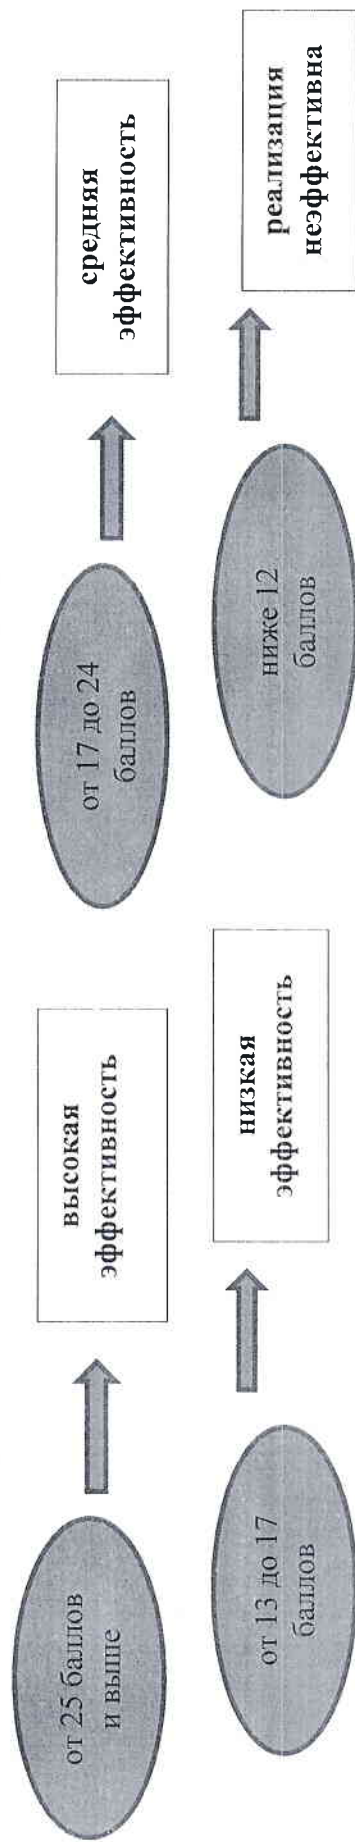 от 25 баллов
и выше
высокая
эффективность
от 17 до 24
баллов
средняя
эффективность
от 13 до 17
баллов
низкая
эффективность
ниже 12
баллов
реализация
неэффективна